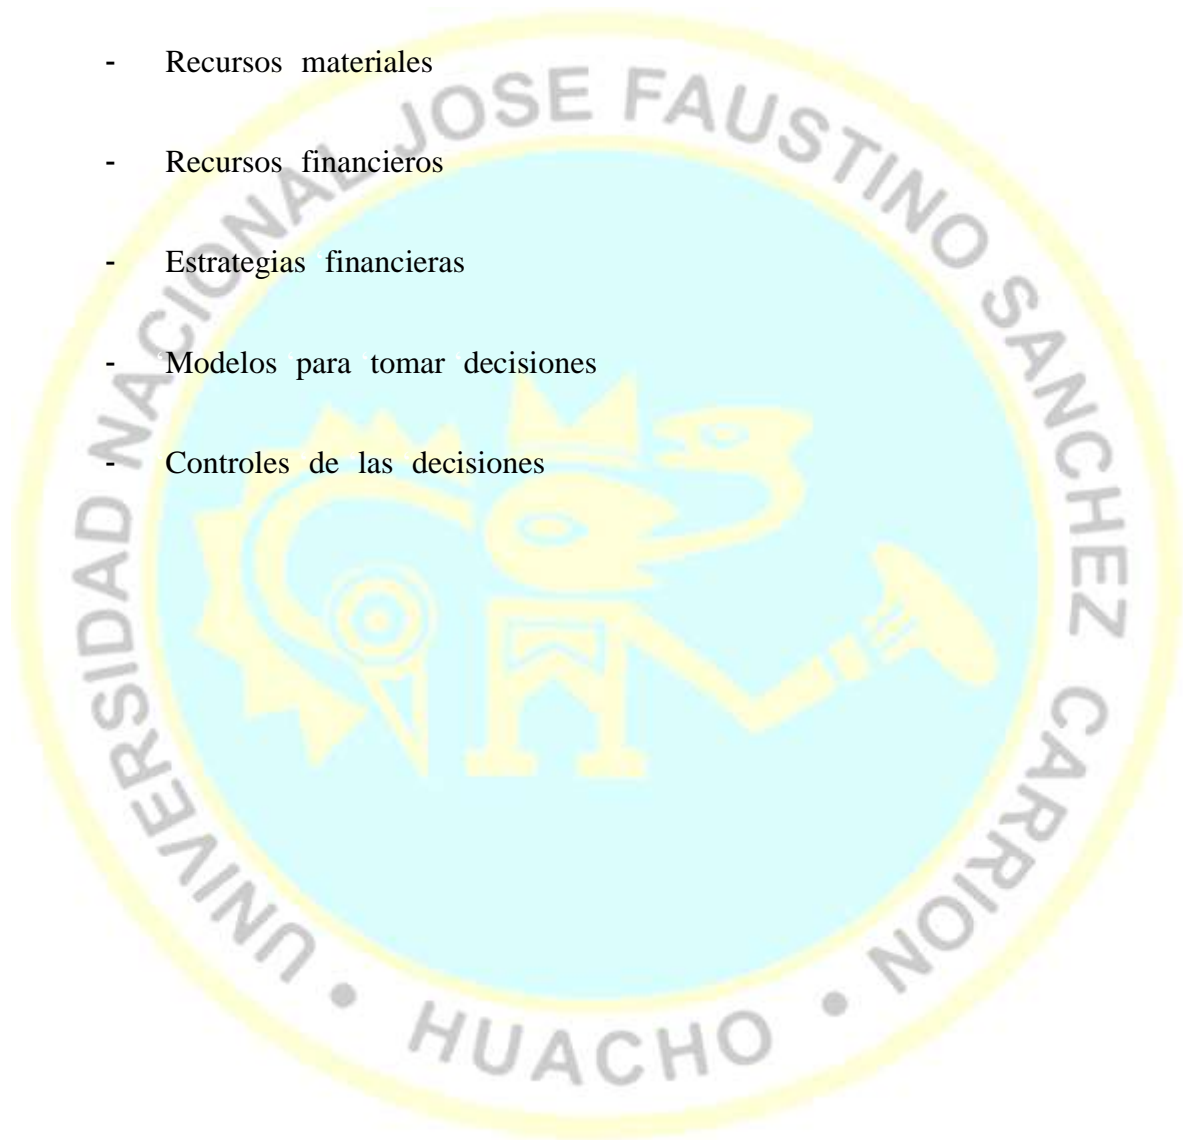 - Recursos materiales
- Recursos financieros
- Estrategias financieras
- Modelos para tomar decisiones
- Controles de las decisiones
UNIVERSIDAD NACIONAL JOSE FAUSTINO SANCHEZ CARRION • HUACHO •